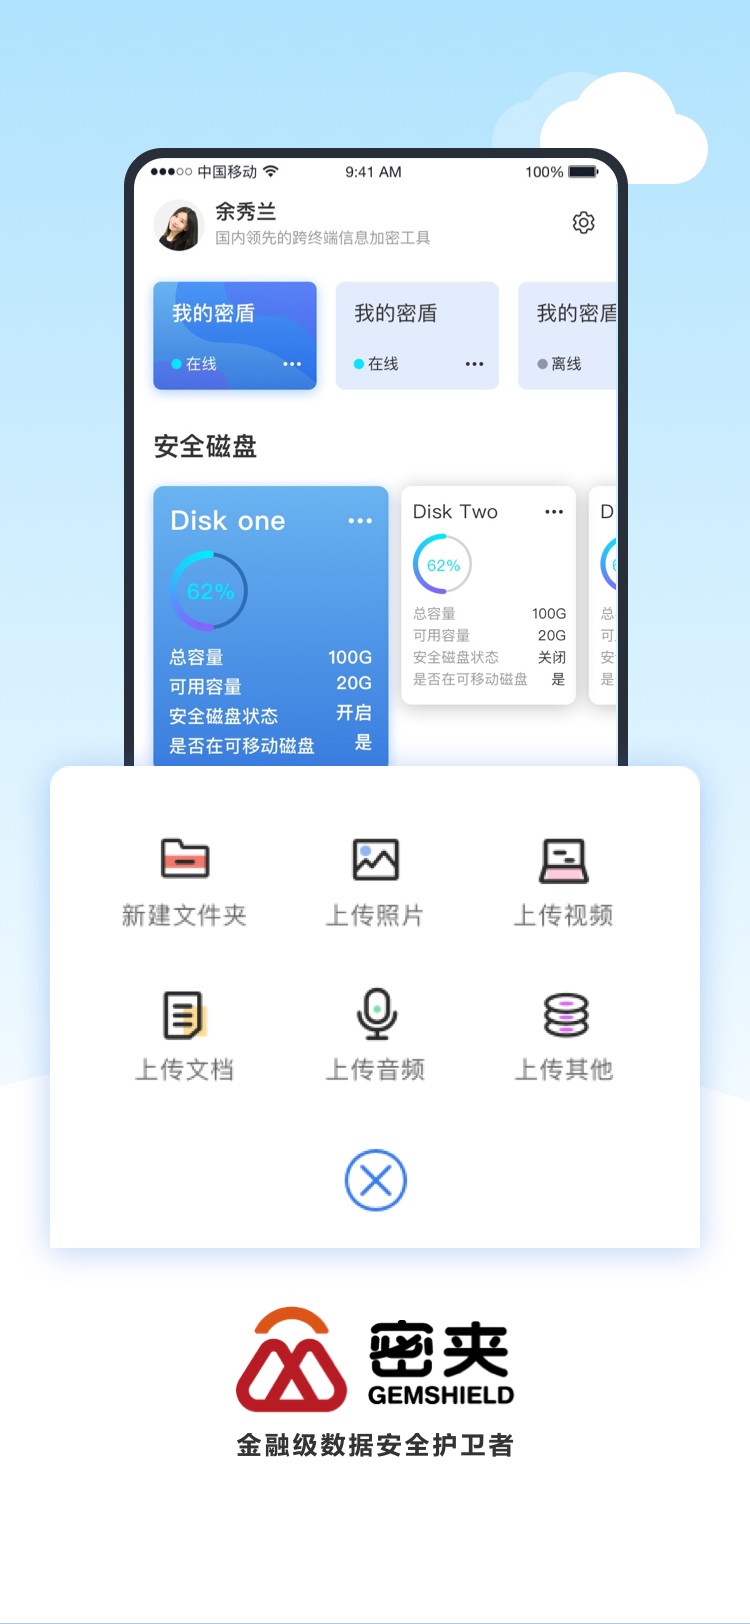 中国移动 9:41 AM 100%
余秀兰
国内领先的跨终端信息加密工具
我的密盾 我的密盾 我的密盾
在线 在线 离线
安全磁盘
Disk one
62%
总容量 100G
可用容量 20G
安全磁盘状态 开启
是否在可移动磁盘 是
Disk Two
62%
总容量 100G
可用容量 20G
安全磁盘状态 关闭
是否在可移动磁盘 是
D
6
总
可
安
是
新建文件夹 上传照片 上传视频
上传文档 上传音频 上传其他
密夹
GEMSHIELD
金融级数据安全护卫者